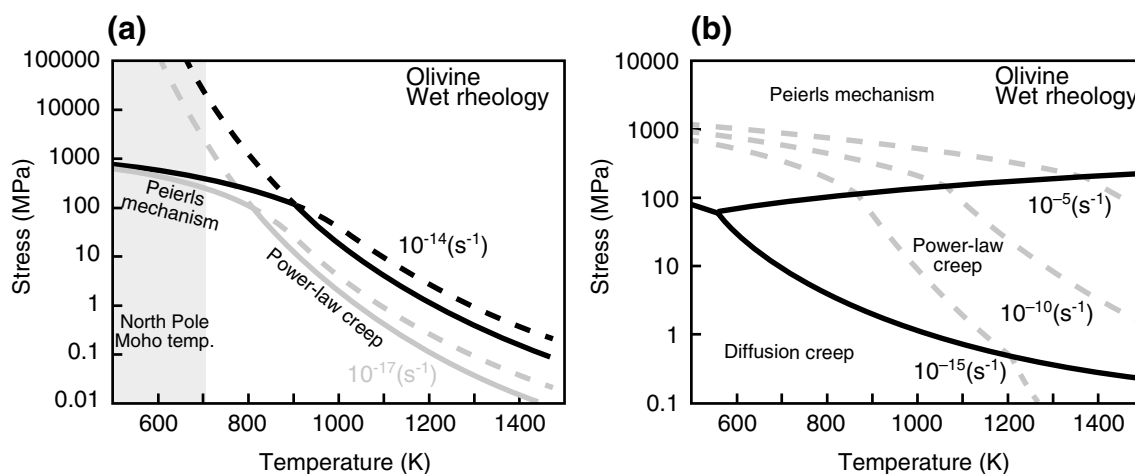 (a)
100000
10000
1000
100
10
1
0.1
0.01
Stress (MPa)
Olivine
Wet rheology
Peierls
mechanism
10⁻¹⁴(s⁻¹)
Power-law creep
North Pole
Moho temp.
10⁻¹⁷(s⁻¹)
600 800 1000 1200 1400
Temperature (K)
(b)
10000
1000
100
10
1
0.1
Stress (MPa)
Olivine
Wet rheology
Peierls mechanism
10⁻⁵(s⁻¹)
Power-law
creep
10⁻¹⁰(s⁻¹)
Diffusion creep
10⁻¹⁵(s⁻¹)
600 800 1000 1200 1400
Temperature (K)